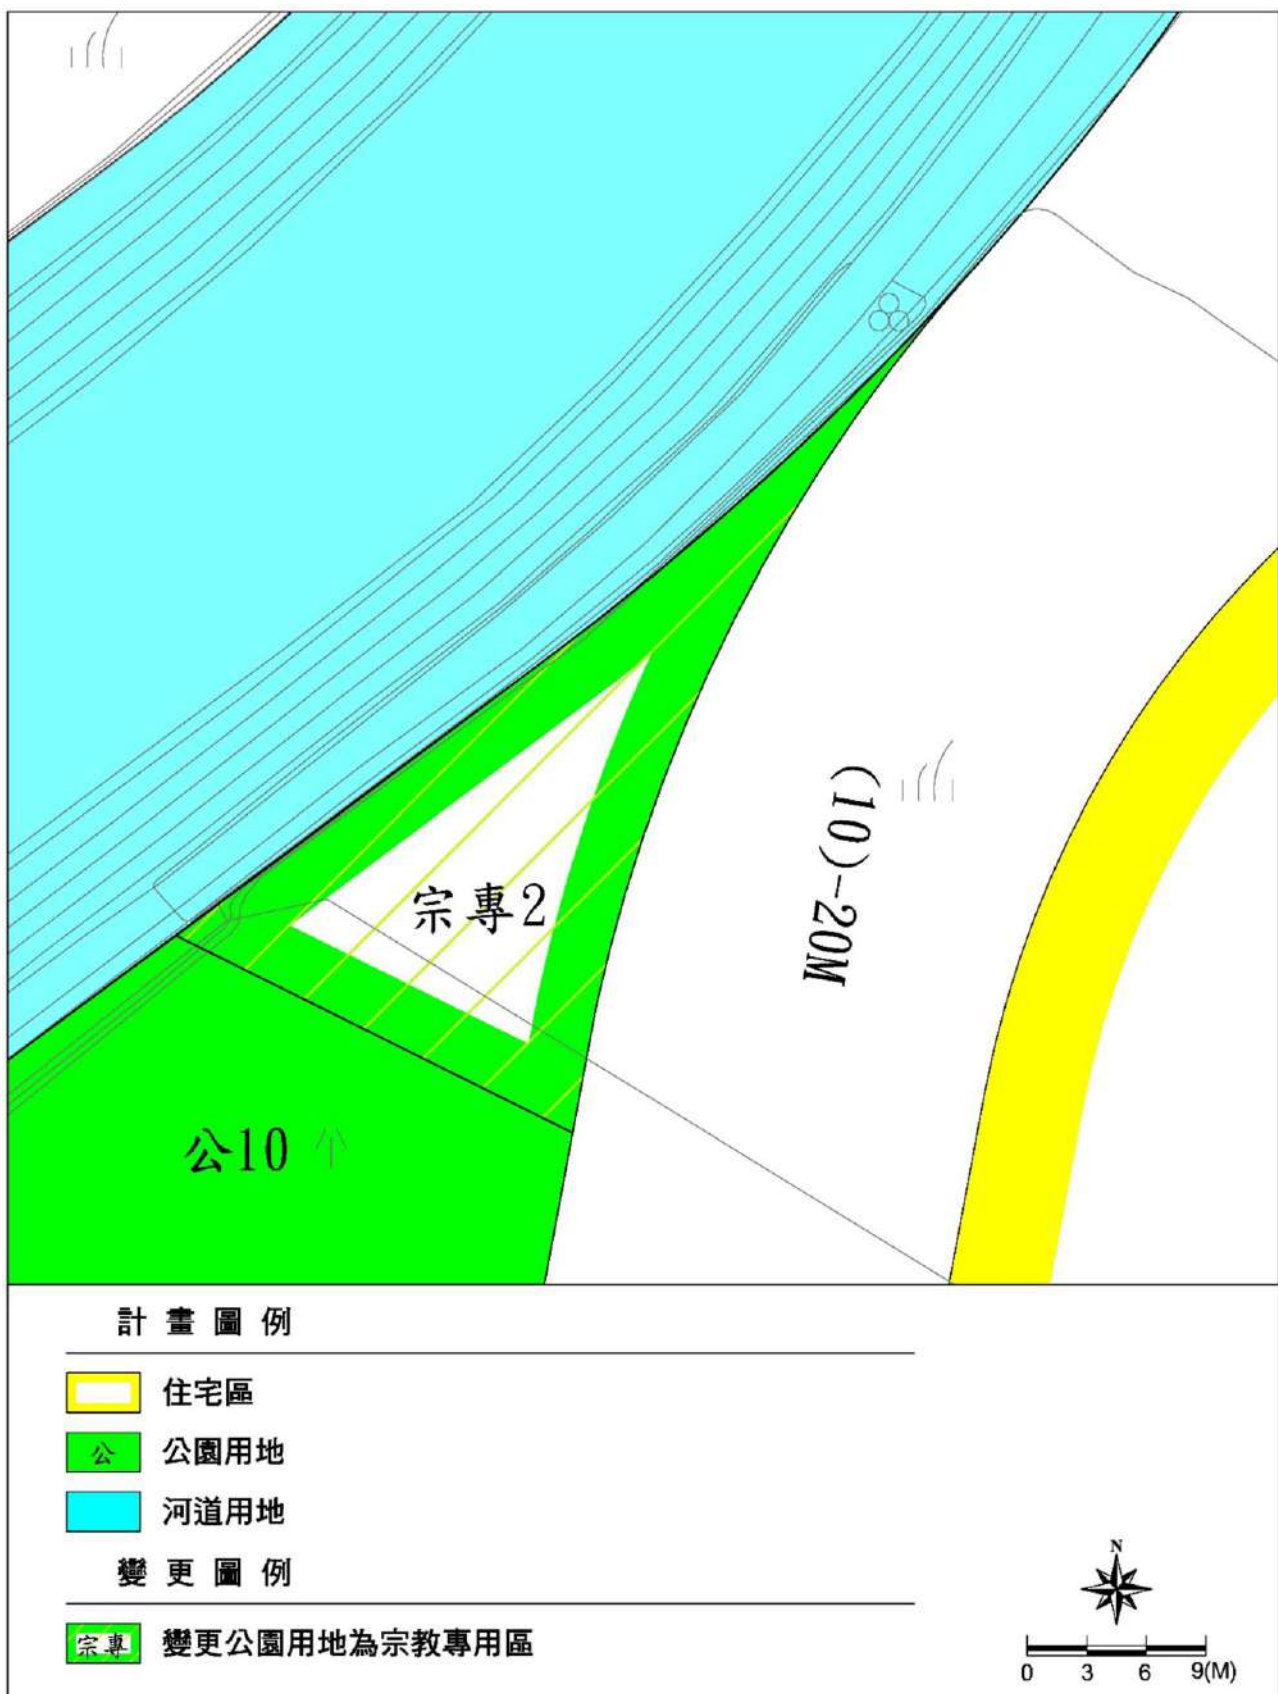 (10)-20M
宗專2
公10
計畫圖例
住宅區
公 公園用地
河道用地
變更圖例
宗專 變更公園用地為宗教專用區
N
0 3 6 9(M)